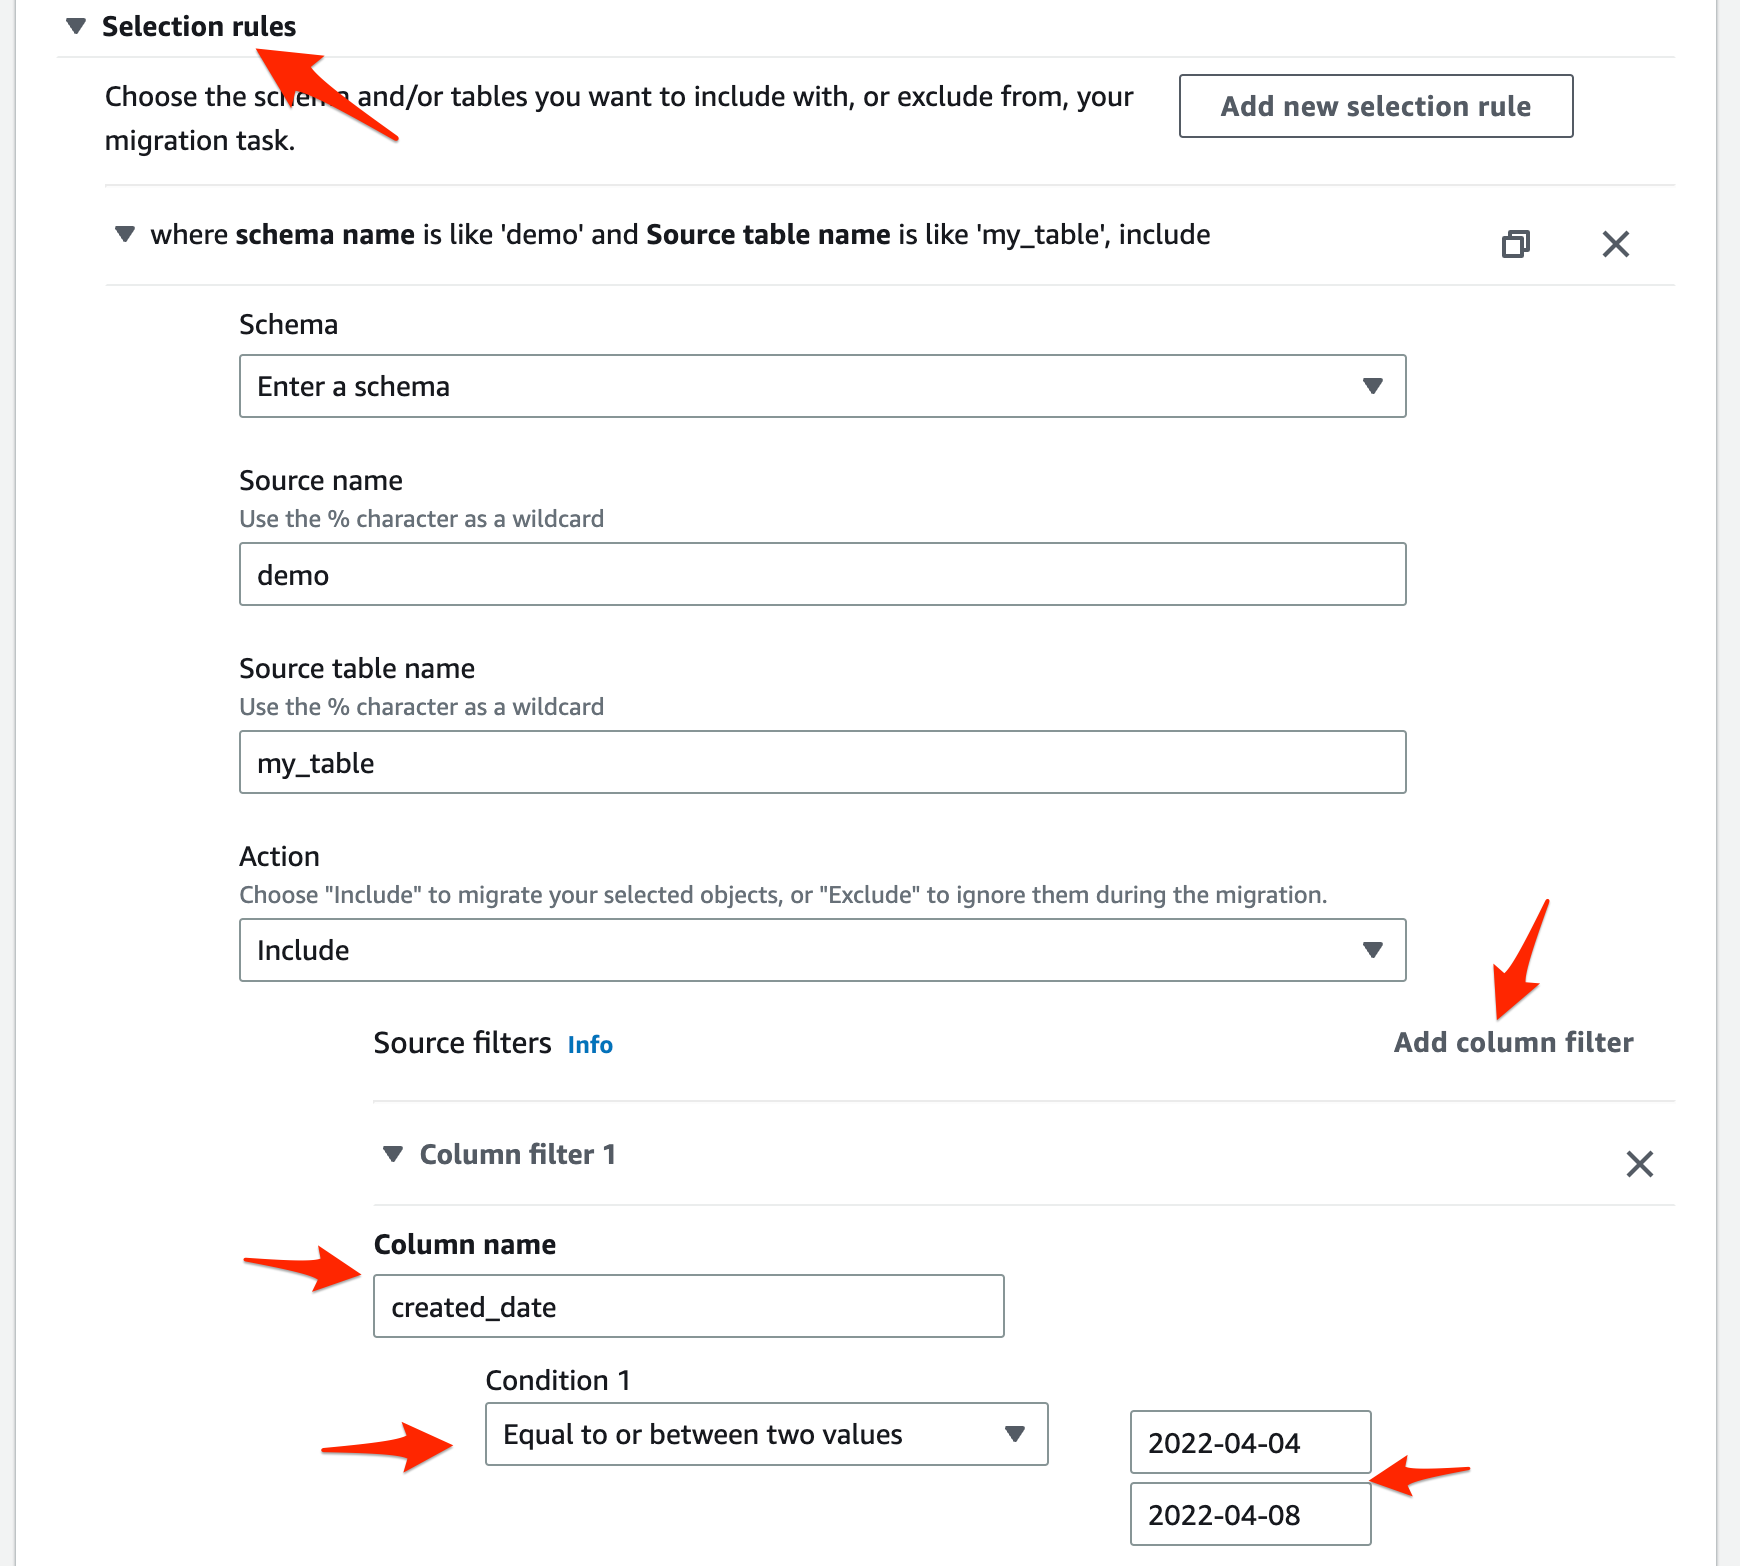 Selection rules
Choose the schema and/or tables you want to include with, or exclude from, your
migration task.
Add new selection rule
where schema name is like 'demo' and Source table name is like 'my_table', include
Schema
Enter a schema
Source name
Use the % character as a wildcard
demo
Source table name
Use the % character as a wildcard
my_table
Action
Choose "Include" to migrate your selected objects, or "Exclude" to ignore them during the migration.
Include
Source filters Info
Add column filter
Column filter 1
Column name
created_date
Condition 1
Equal to or between two values
2022-04-04
2022-04-08